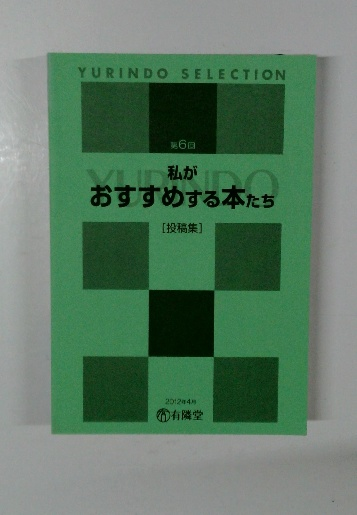 YURINDO SELECTION
第6回
YURINDO
私が
おすすめする本たち
[投稿集]
2012年4月
有隣堂